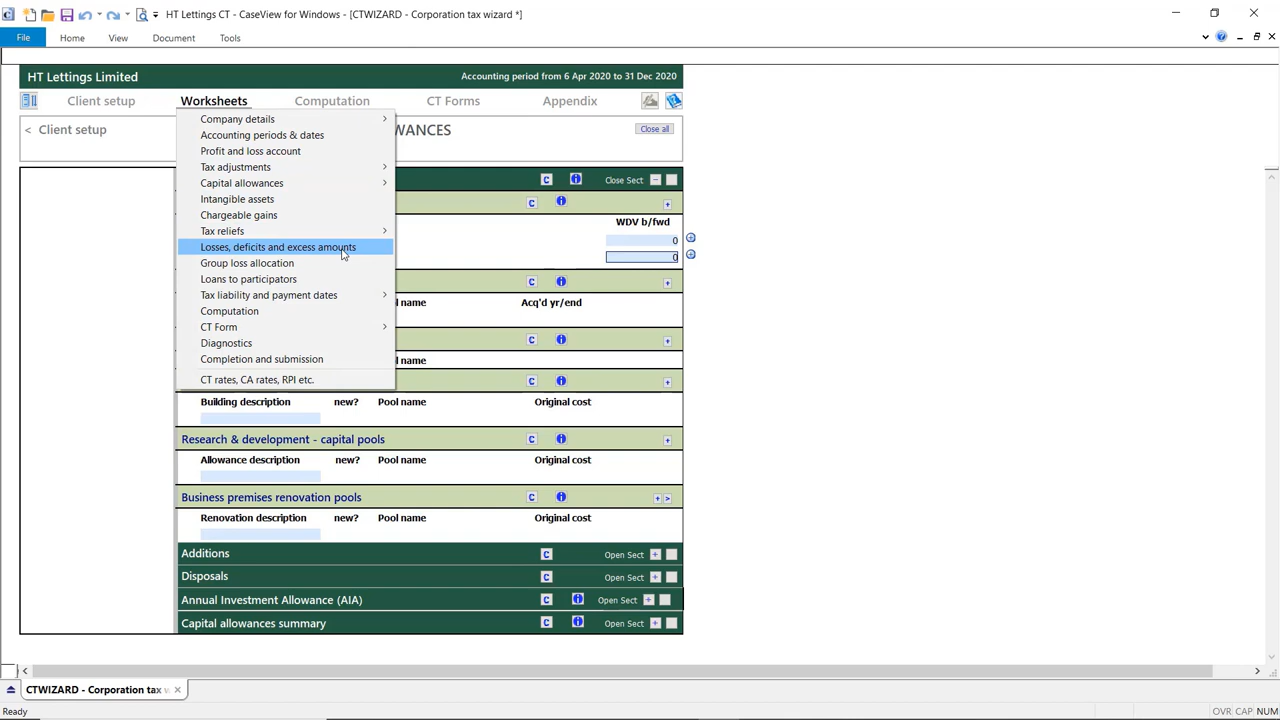 HT Lettings CT - CaseView for Windows - [CTWIZARD - Corporation tax wizard *]
File Home View Document Tools
HT Lettings Limited Accounting period from 6 Apr 2020 to 31 Dec 2020
Client setup Worksheets Computation CT Forms Appendix
< Client setup WANCES Close all
Company details
Accounting periods & dates
Profit and loss account
Tax adjustments
Capital allowances
Intangible assets
Chargeable gains
Tax reliefs
Losses, deficits and excess amounts
Group loss allocation
Loans to participators
Tax liability and payment dates
Computation
CT Form
Diagnostics
Completion and submission
CT rates, CA rates, RPI etc.
C i Close Sect −
C i +
WDV b/fwd
0
0
C i +
l name Acq'd yr/end
C i +
l name
C i +
Building description new? Pool name Original cost
Research & development - capital pools C i +
Allowance description new? Pool name Original cost
Business premises renovation pools C i + >
Renovation description new? Pool name Original cost
Additions C Open Sect +
Disposals C Open Sect +
Annual Investment Allowance (AIA) C i Open Sect +
Capital allowances summary C i Open Sect +
CTWIZARD - Corporation tax w
Ready OVR CAP NUM